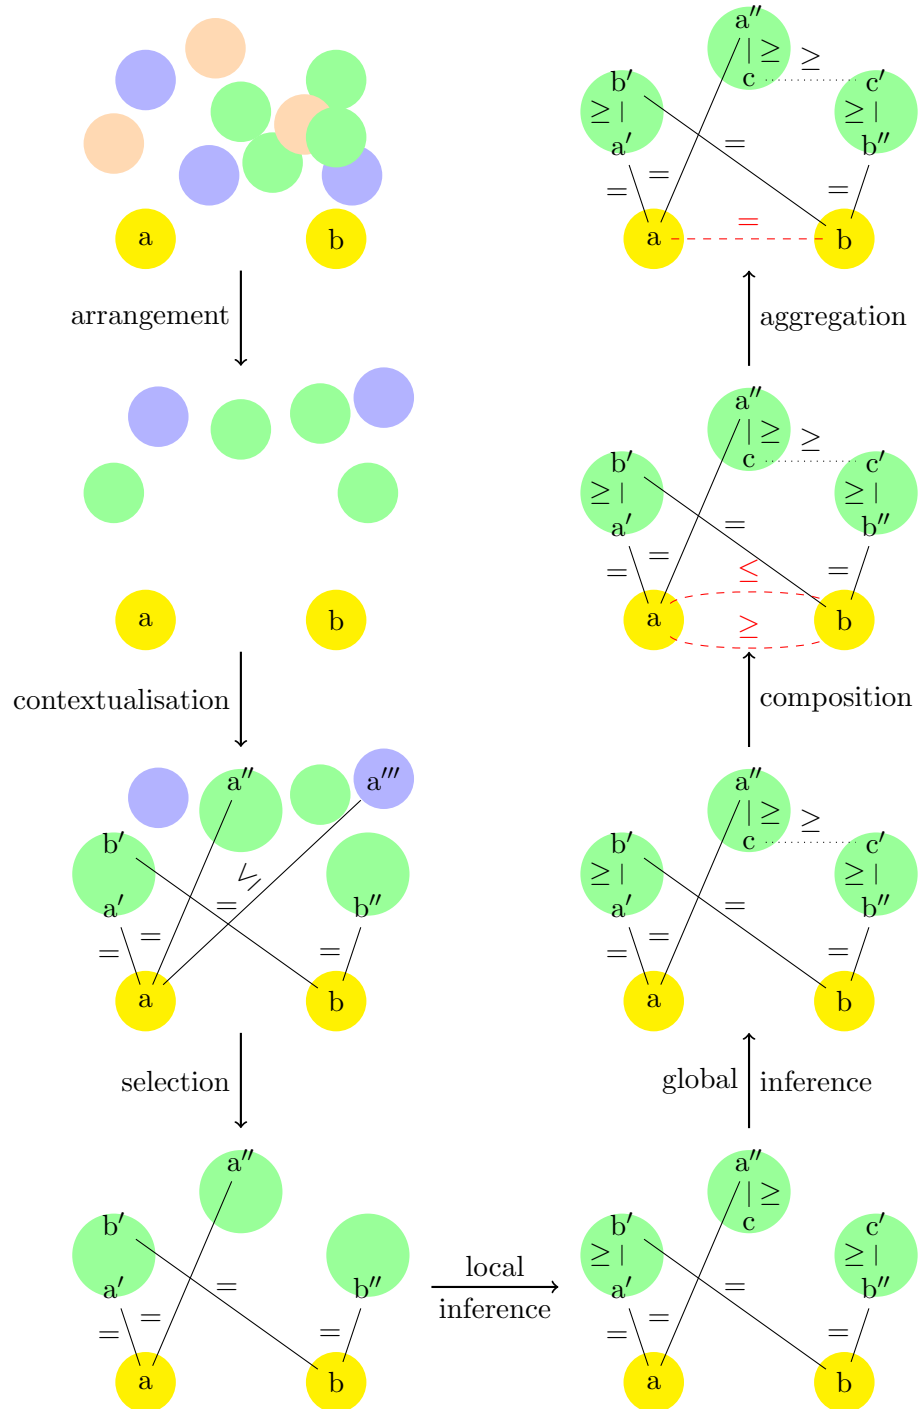 a b
arrangement
a b
contextualisation
a″ a‴
b′
≤
=
a′ b″
= = =
a b
selection
a″
b′
=
a′ b″
= = =
a b
local
inference
a″
| ≥
b′ c c′
≥ | ≥ |
a′ = b″
= = =
a b
global inference
a″
| ≥ ≥
b′ c c′
≥ | ≥ |
a′ = b″
= = =
a b
composition
a″
| ≥ ≥
b′ c c′
≥ | ≥ |
a′ = b″
= = ≤ =
a ≥ b
aggregation
a″
| ≥ ≥
b′ c c′
≥ | ≥ |
a′ = b″
= = =
a = b